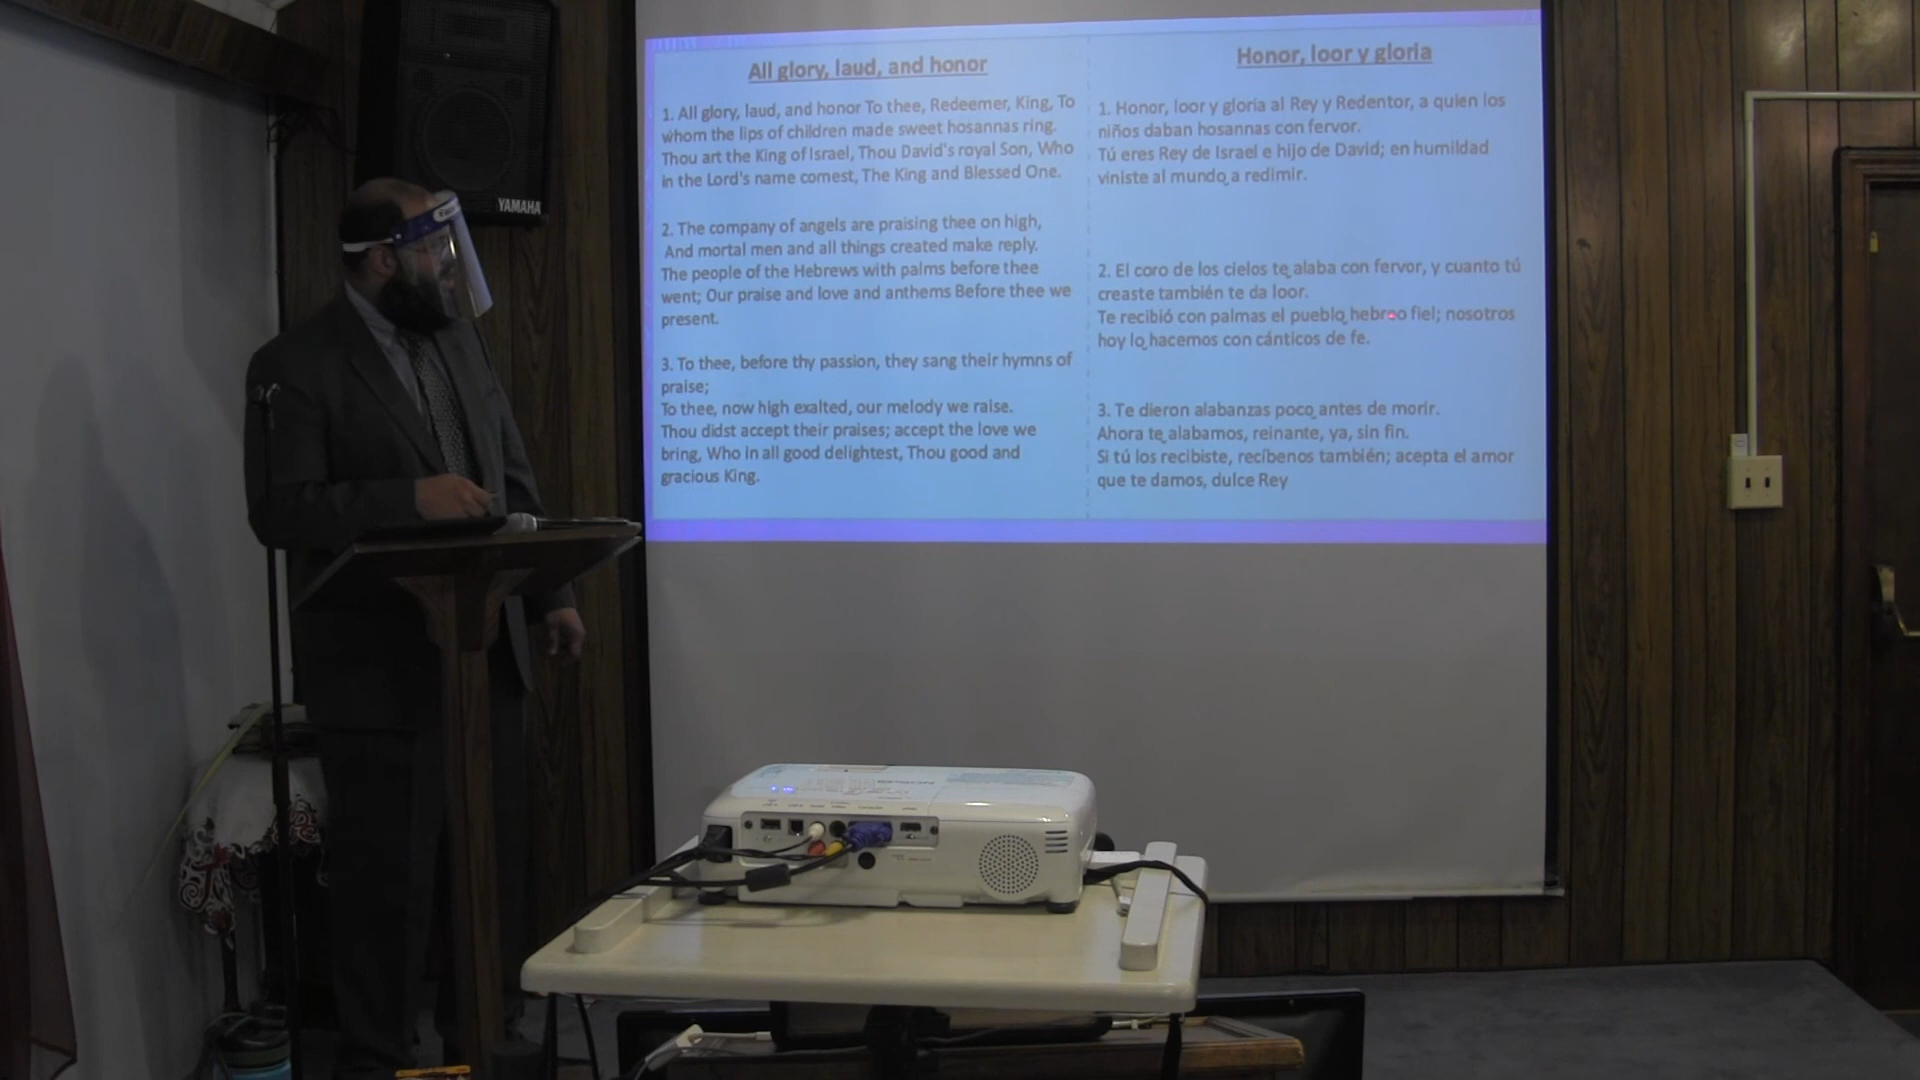 YAMAHA
All glory, laud, and honor
1. All glory, laud, and honor To thee, Redeemer, King, To
whom the lips of children made sweet hosannas ring.
Thou art the King of Israel, Thou David's royal Son, Who
in the Lord's name comest, The King and Blessed One.
2. The company of angels are praising thee on high,
And mortal men and all things created make reply.
The people of the Hebrews with palms before thee
went; Our praise and love and anthems Before thee we
present.
3. To thee, before thy passion, they sang their hymns of
praise;
To thee, now high exalted, our melody we raise.
Thou didst accept their praises; accept the love we
bring, Who in all good delightest, Thou good and
gracious King.
Honor, loor y gloria
1. Honor, loor y gloria al Rey y Redentor, a quien los
niños daban hosannas con fervor.
Tú eres Rey de Israel e hijo de David; en humildad
viniste al mundo‿a redimir.
2. El coro de los cielos te‿alaba con fervor, y cuanto tú
creaste también te da loor.
Te recibió con palmas el pueblo‿hebreo fiel; nosotros
hoy lo‿hacemos con cánticos de fe.
3. Te dieron alabanzas poco‿antes de morir.
Ahora te‿alabamos, reinante, ya, sin fin.
Si tú los recibiste, recíbenos también; acepta el amor
que te damos, dulce Rey